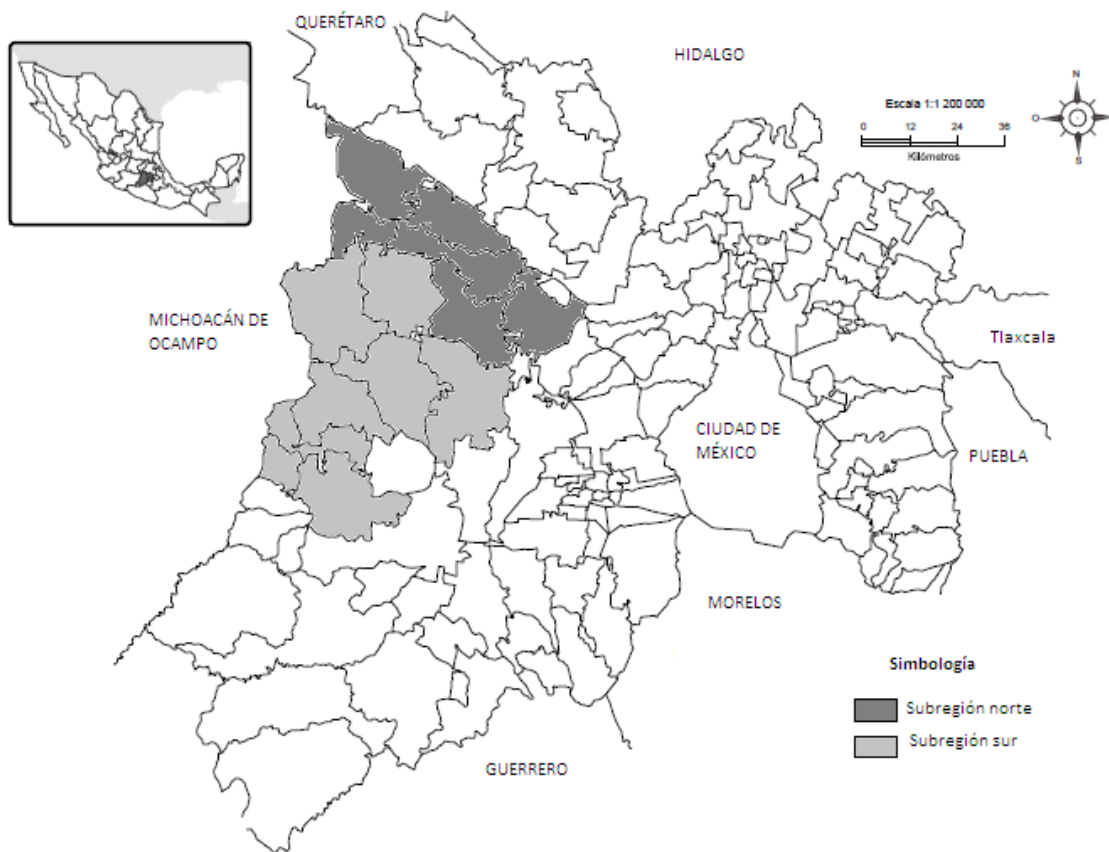 QUERÉTARO
HIDALGO
N
O
S
Escala 1:1 200 000
0 12 24 36
Kilómetros
MICHOACÁN DE
OCAMPO
Tlaxcala
CIUDAD DE
MÉXICO
PUEBLA
MORELOS
Simbología
Subregión norte
Subregión sur
GUERRERO